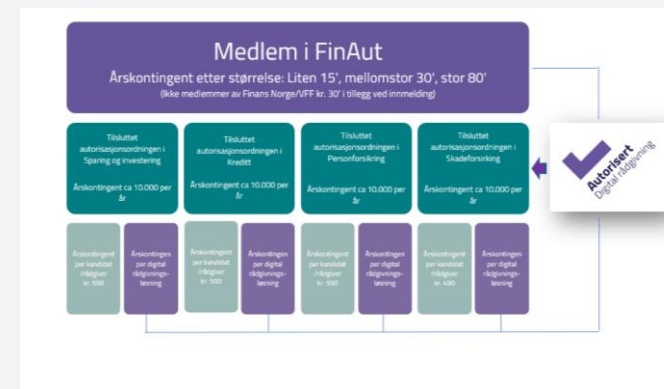 Medlem i FinAut
Årskontingent etter størrelse: Liten 15', mellomstor 30', stor 80'
(Ikke medlemmer av Finans Norge/VFF kr. 30' i tillegg ved innmelding)
Tilsluttet
autorisasjonsordningen i
Sparing og investering
Årskontingent ca 10.000 per
år
Tilsluttet
autorisasjonsordningen i
Kreditt
Årskontingent ca 10.000 per
år
Tilsluttet
autorisasjonsordningen i
Personforsikring
Årskontingent ca 10.000 per
år
Tilsluttet
autorisasjonsordningen i
Skadeforsirking
Årskontingent ca 10.000 per
år
Autorisert
Digital rådgivning
Årskontingent
per kandidat
/rådgiver
kr. 590
Årskontingen
per digital
rådgivnings-
løsning
Årskontingent
per kandidat
/rådgiver
kr. 590
Årskontingen
per digital
rådgivnings-
løsning
Årskontingent
per kandidat
/rådgiver
kr. 590
Årskontingen
per digital
rådgivnings-
løsning
Årskontingent
per kandidat
/rådgiver
kr. 490
Årskontingen
per digital
rådgivnings-
løsning